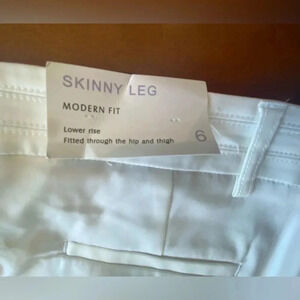 SKINNY LEG
MODERN FIT
Lower rise
Fitted through the hip and thigh
6